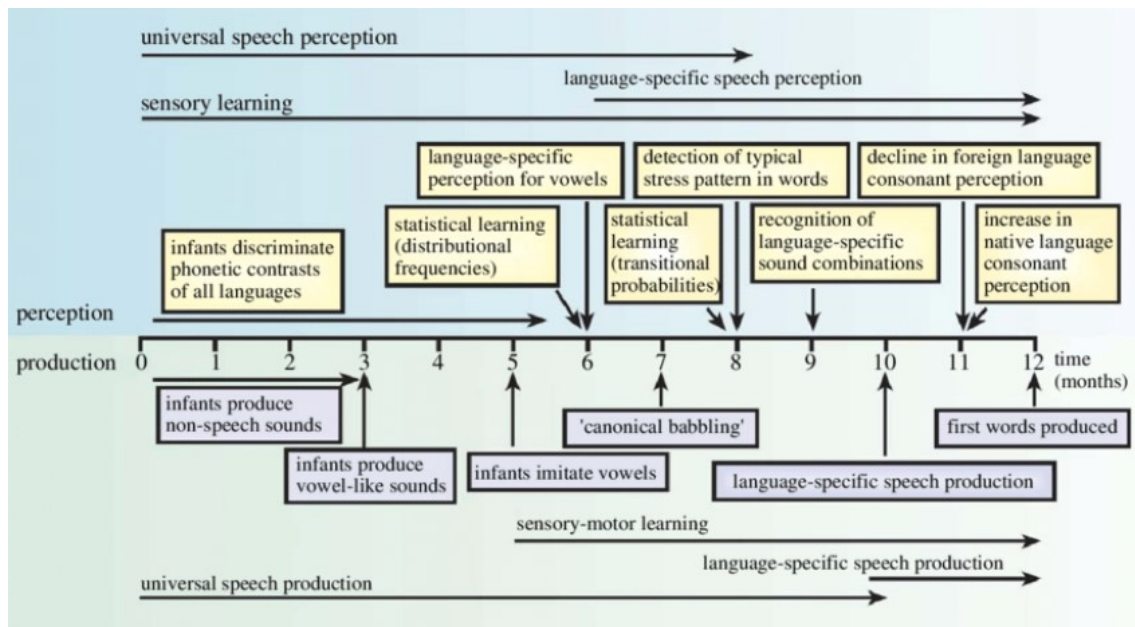 universal speech perception
language-specific speech perception
sensory learning
language-specific
perception for vowels
detection of typical
stress pattern in words
decline in foreign language
consonant perception
statistical learning
(distributional
frequencies)
statistical
learning
(transitional
probabilities)
recognition of
language-specific
sound combinations
increase in
native language
consonant
perception
infants discriminate
phonetic contrasts
of all languages
perception
production
0 1 2 3 4 5 6 7 8 9 10 11 12 time
(months)
infants produce
non-speech sounds
'canonical babbling'
first words produced
infants produce
vowel-like sounds
infants imitate vowels
language-specific speech production
sensory-motor learning
language-specific speech production
universal speech production